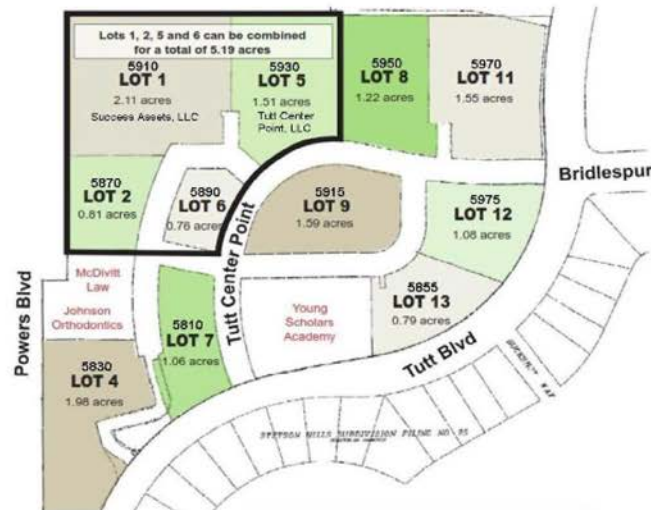 Lots 1, 2, 5 and 6 can be combined
for a total of 5.19 acres
5910
LOT 1
2.11 acres
Success Assets, LLC
5930
LOT 5
1.51 acres
Tutt Center
Point, LLC
5950
LOT 8
1.22 acres
5970
LOT 11
1.55 acres
5870
LOT 2
0.81 acres
5890
LOT 6
0.76 acres
5915
LOT 9
1.59 acres
5975
LOT 12
1.08 acres
Bridlespur
Powers Blvd
McDivitt
Law
Johnson
Orthodontics
5810
LOT 7
1.06 acres
Tutt Center Point
Young
Scholars
Academy
5855
LOT 13
0.79 acres
5830
LOT 4
1.98 acres
Tutt Blvd
STETSON HILLS SUBDIVISION FILING NO